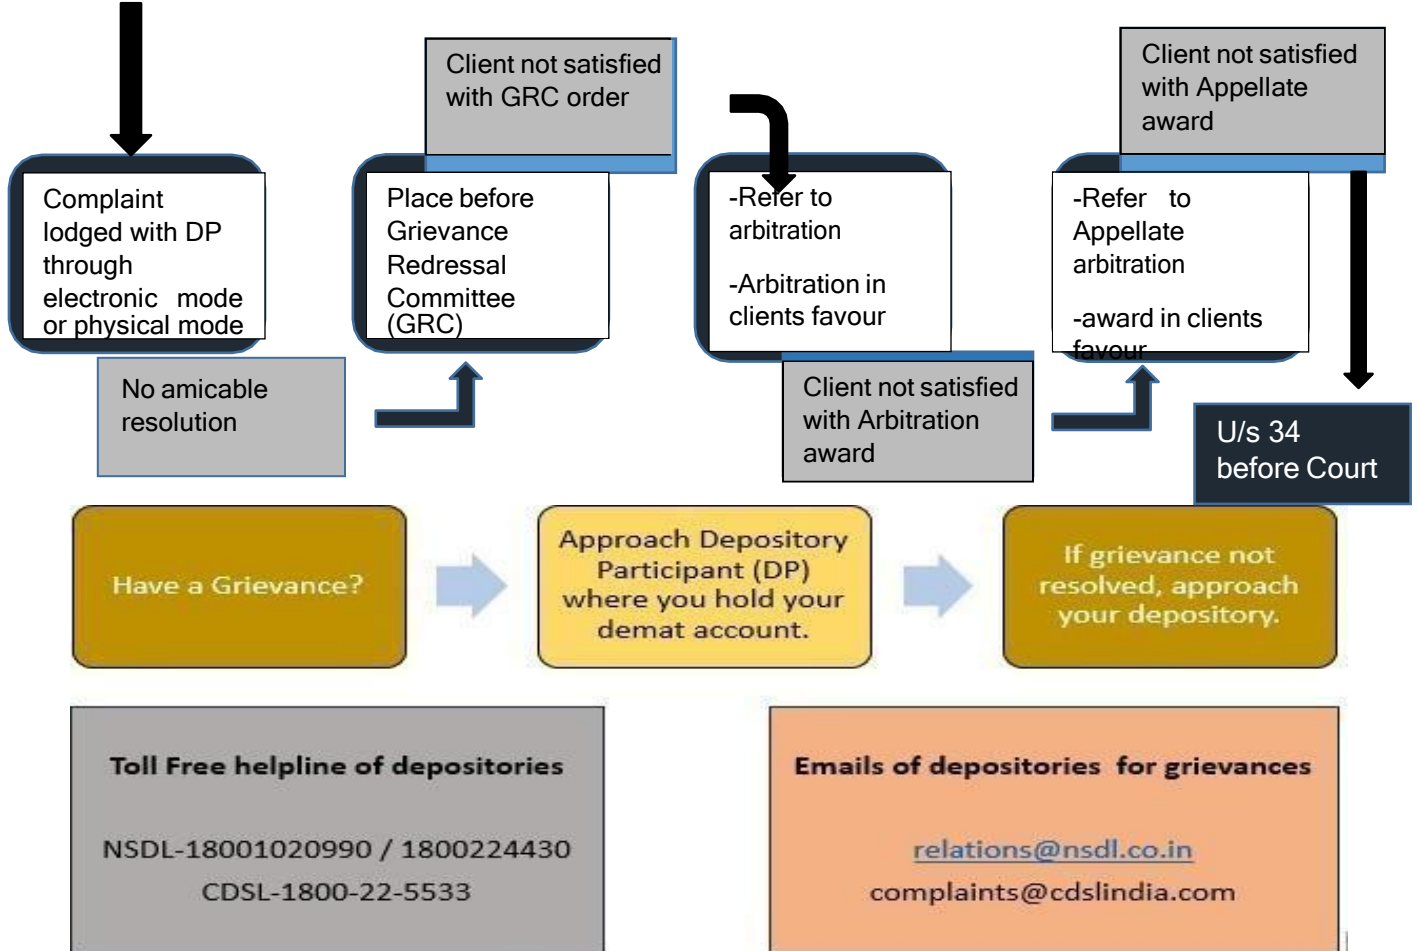 Client not satisfied
with GRC order
Client not satisfied
with Appellate
award
Complaint
lodged with DP
through
electronic mode
or physical mode
Place before
Grievance
Redressal
Committee
(GRC)
-Refer to
arbitration
-Arbitration in
clients favour
-Refer to
Appellate
arbitration
-award in clients
favour
No amicable
resolution
Client not satisfied
with Arbitration
award
U/s 34
before Court
Have a Grievance?
Approach Depository
Participant (DP)
where you hold your
demat account.
If grievance not
resolved, approach
your depository.
Toll Free helpline of depositories
NSDL-18001020990 / 1800224430
CDSL-1800-22-5533
Emails of depositories for grievances
relations@nsdl.co.in
complaints@cdslindia.com